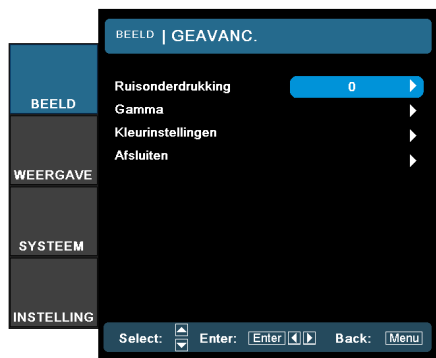 BEELD | GEAVANC.
BEELD
WEERGAVE
SYSTEEM
INSTELLING
Ruisonderdrukking 0
Gamma
Kleurinstellingen
Afsluiten
Select: Enter: Enter Back: Menu